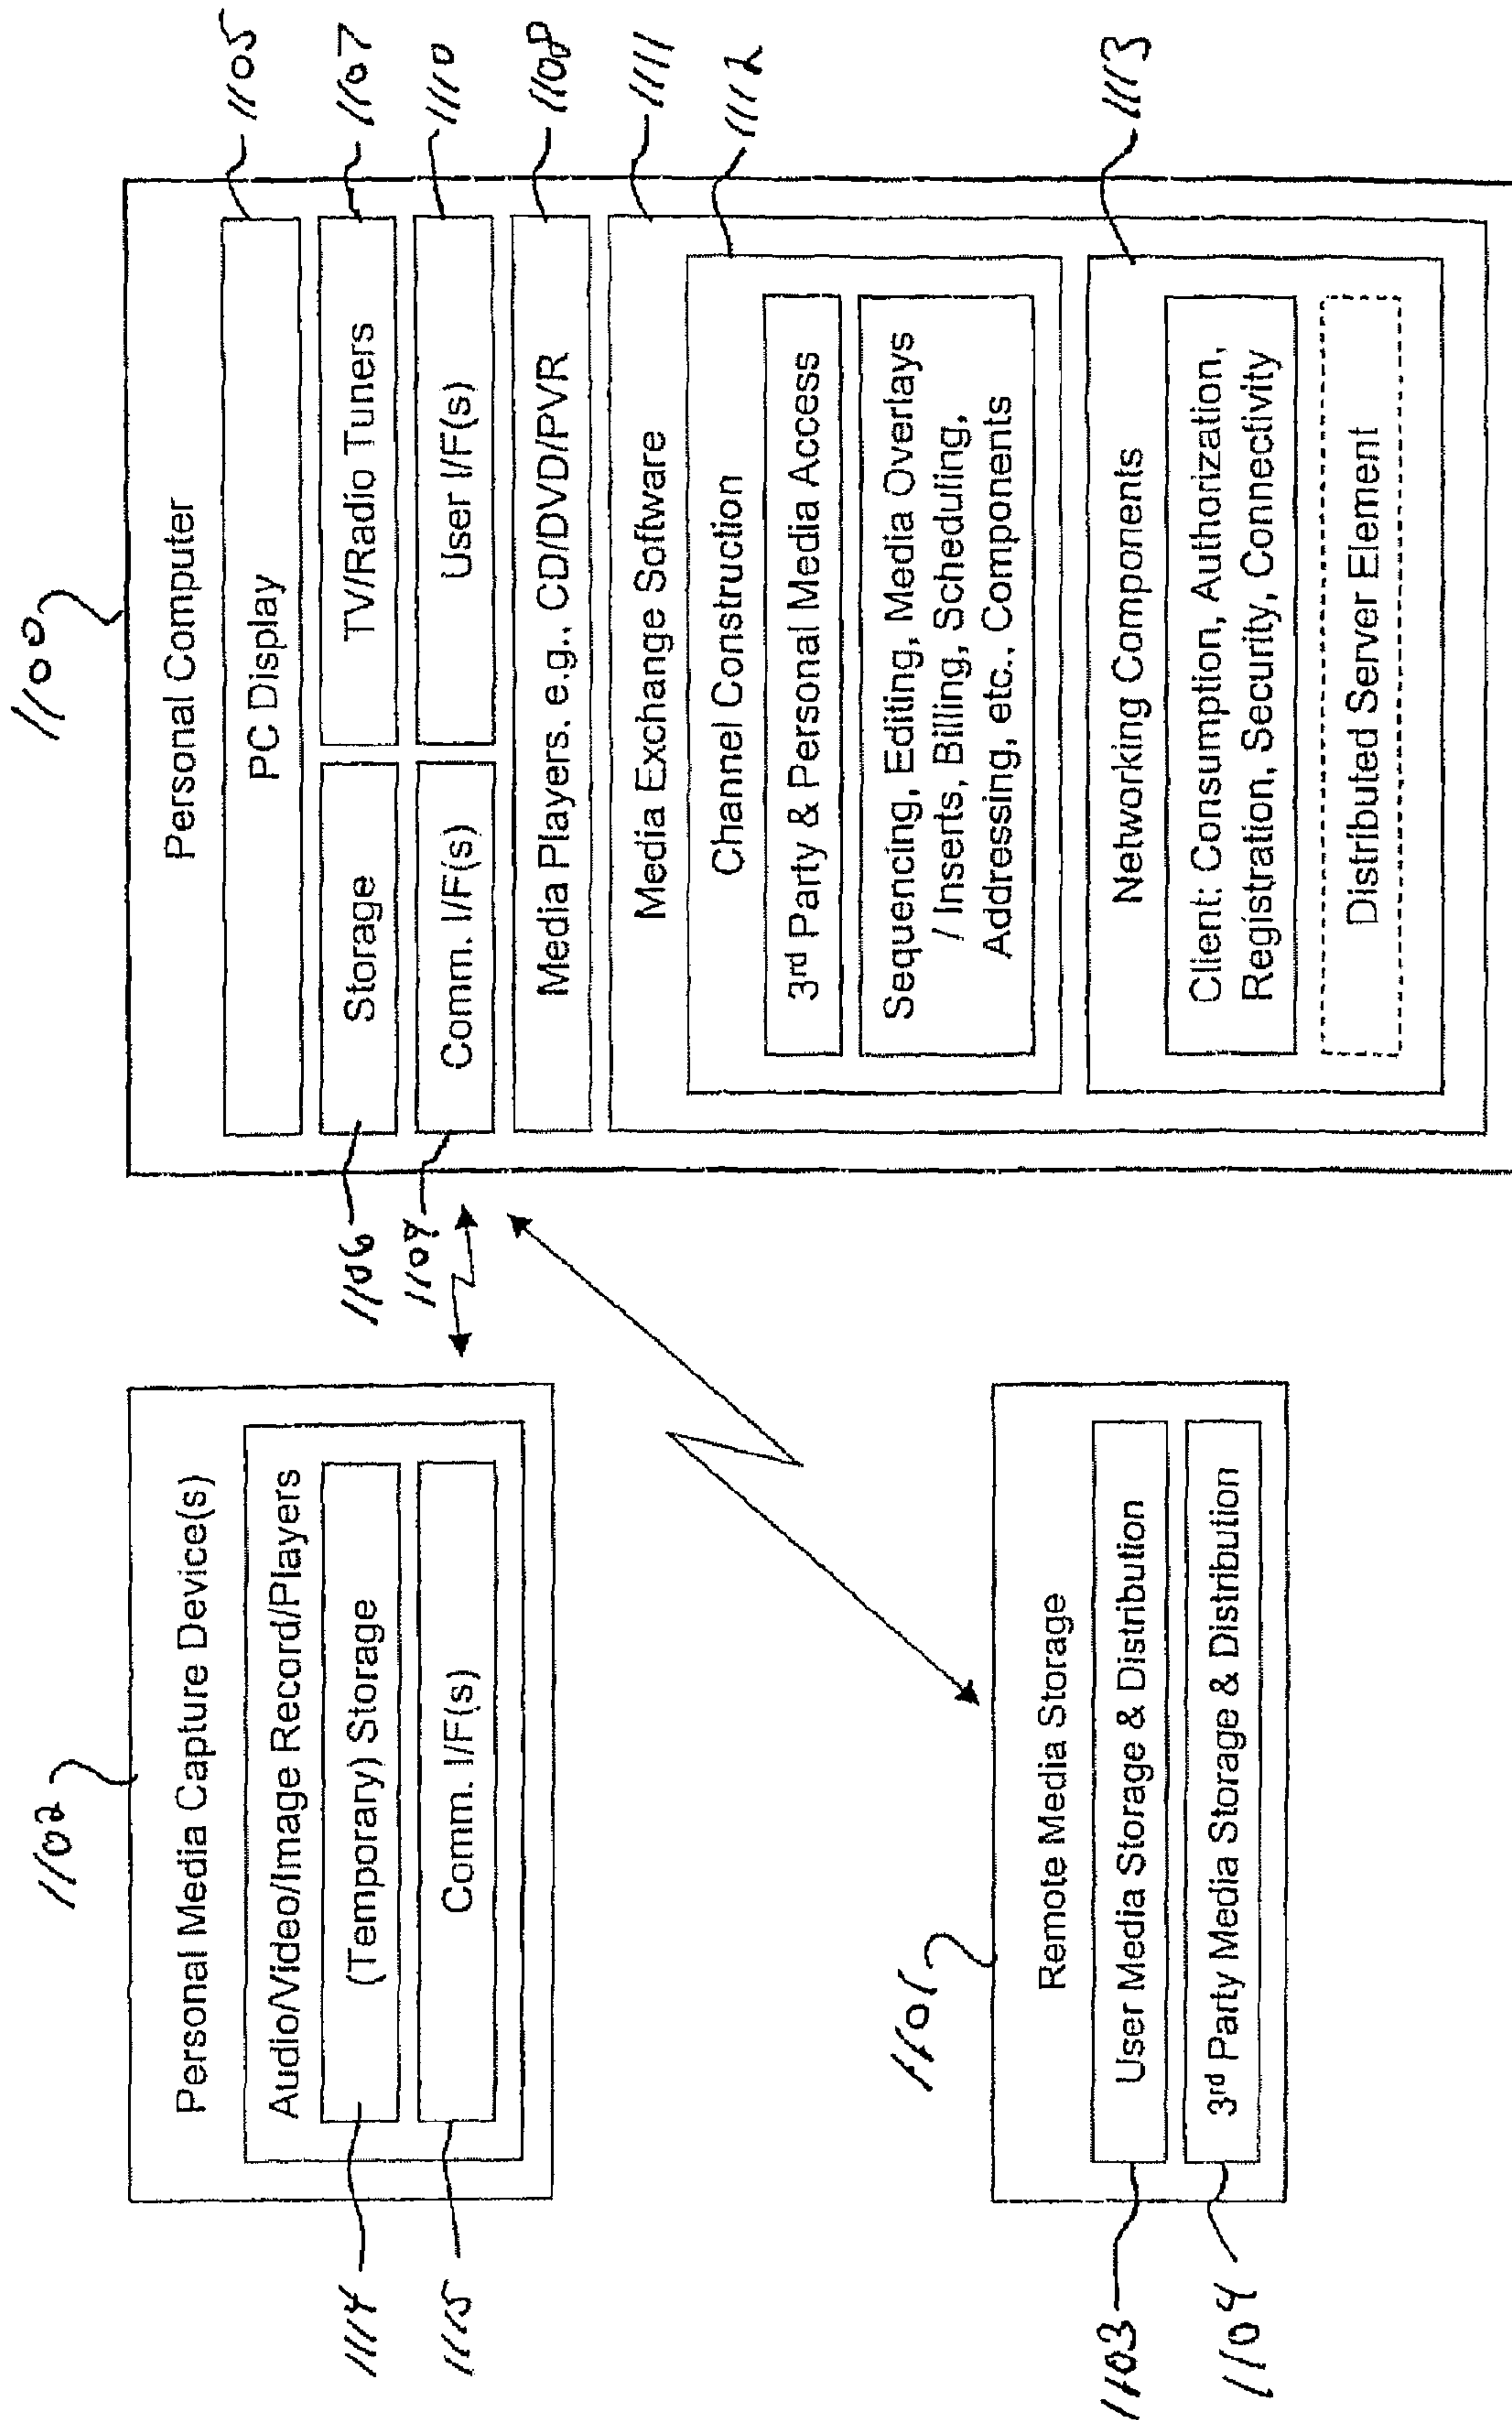 1102
Personal Media Capture Device(s)
Audio/Video/Image Record/Players
1114
(Temporary) Storage
1115
Comm. I/F(s)
1101
Remote Media Storage
1103
User Media Storage & Distribution
1104
3rd Party Media Storage & Distribution
1100
Personal Computer
PC Display
1105
1106
Storage
TV/Radio Tuners
1107
1109
Comm. I/F(s)
User I/F(s)
1110
Media Players. e.g., CD/DVD/PVR
1108
Media Exchange Software
1111
Channel Construction
1112
3rd Party & Personal Media Access
Sequencing, Editing, Media Overlays
/ Inserts, Billing, Scheduling,
Addressing, etc., Components
Networking Components
1113
Client: Consumption, Authorization,
Registration, Security, Connectivity
Distributed Server Element